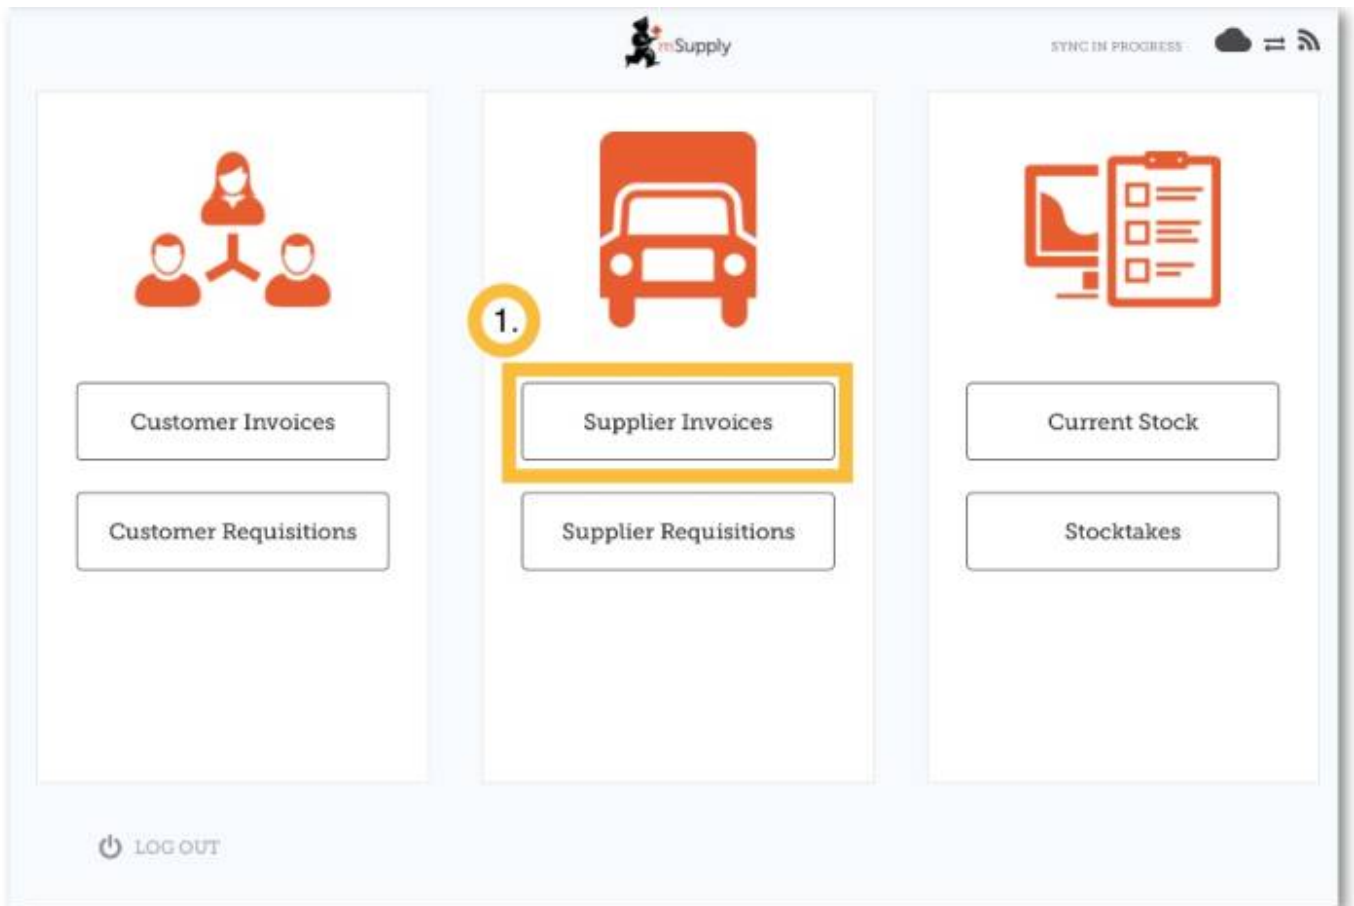 mSupply
SYNC IN PROGRESS
1.
Customer Invoices
Supplier Invoices
Current Stock
Customer Requisitions
Supplier Requisitions
Stocktakes
LOG OUT